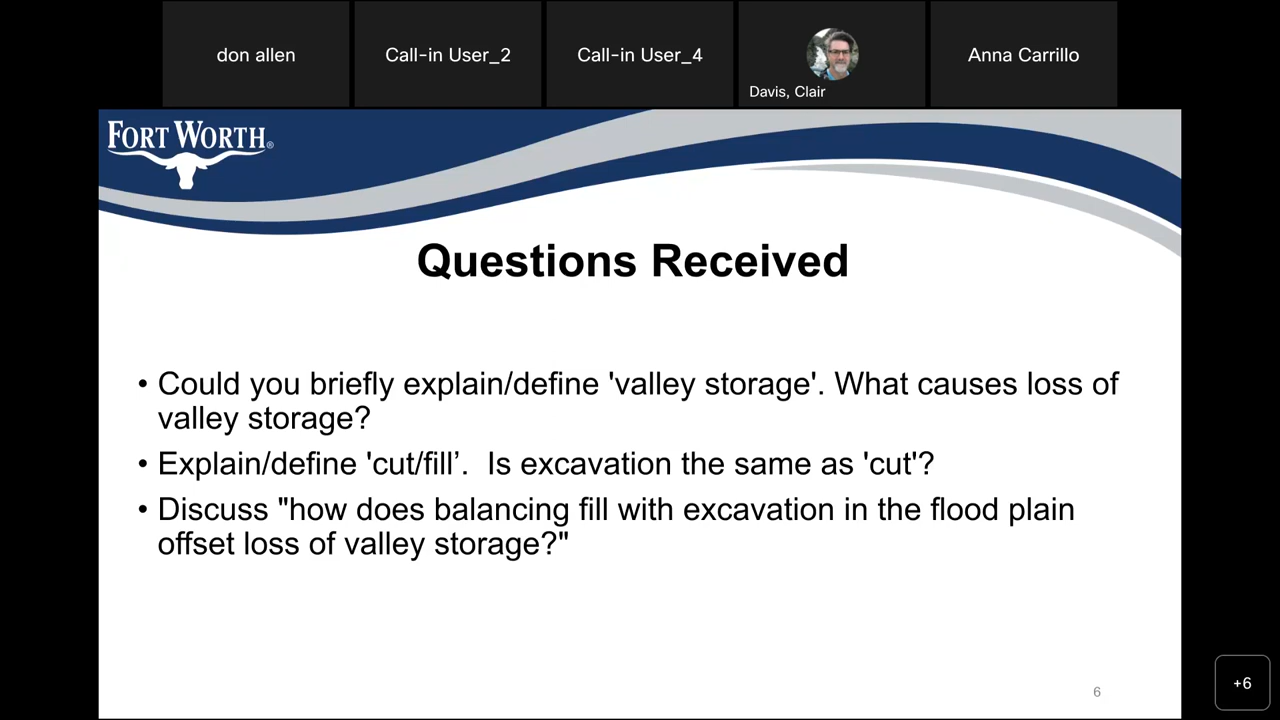 don allen
Call-in User_2
Call-in User_4
Davis, Clair
Anna Carrillo
FORT WORTH®
Questions Received
• Could you briefly explain/define 'valley storage'. What causes loss of
valley storage?
• Explain/define 'cut/fill’.  Is excavation the same as 'cut'?
• Discuss "how does balancing fill with excavation in the flood plain
offset loss of valley storage?"
6
+6